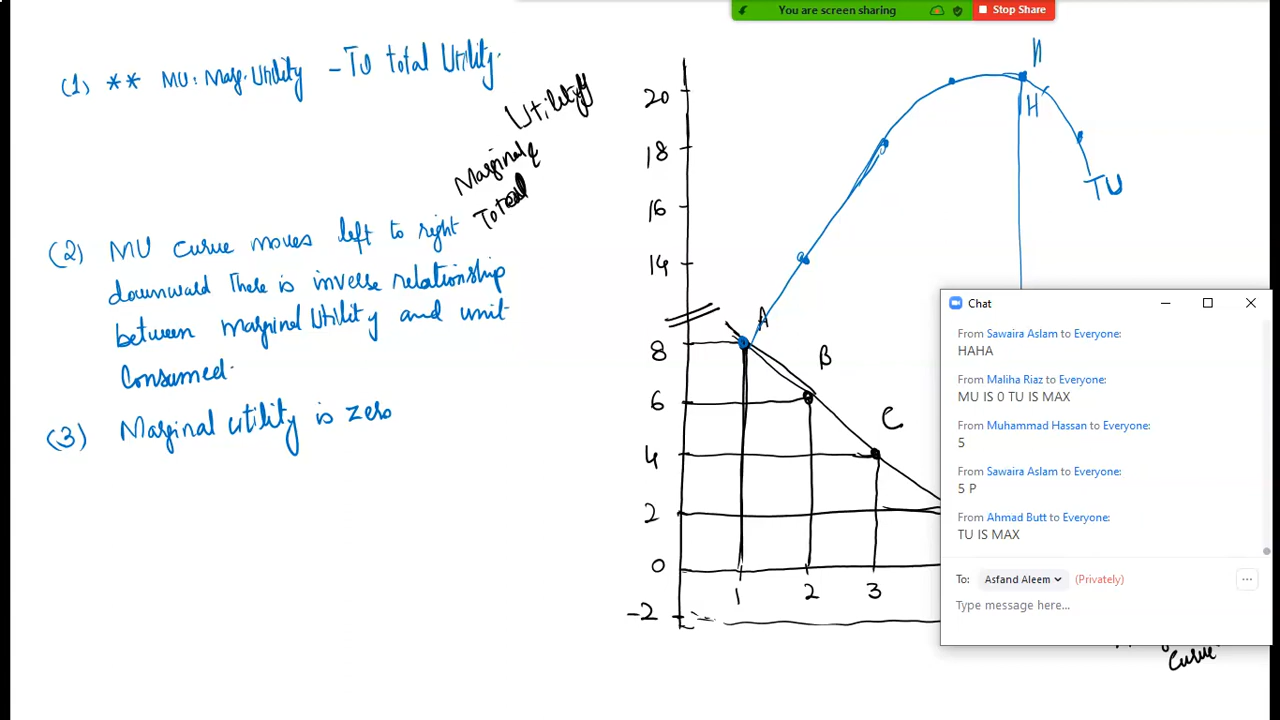 You are screen sharing
Stop Share
(1) ** MU: Marg. Utility - TU total Utility.
Utility
Marginal &
Total
(2) MU curve moves left to right
downward There is inverse relationship
between marginal utility and unit
Consumed.
(3) Marginal utility is zero
20
18
16
14
8
6
4
2
0
-2
1
2
3
A
B
C
H
TU
Chat
From Sawaira Aslam to Everyone:
HAHA
From Maliha Riaz to Everyone:
MU IS 0 TU IS MAX
From Muhammad Hassan to Everyone:
5
From Sawaira Aslam to Everyone:
5 P
From Ahmad Butt to Everyone:
TU IS MAX
To: Asfand Aleem (Privately)
Type message here...
Curve